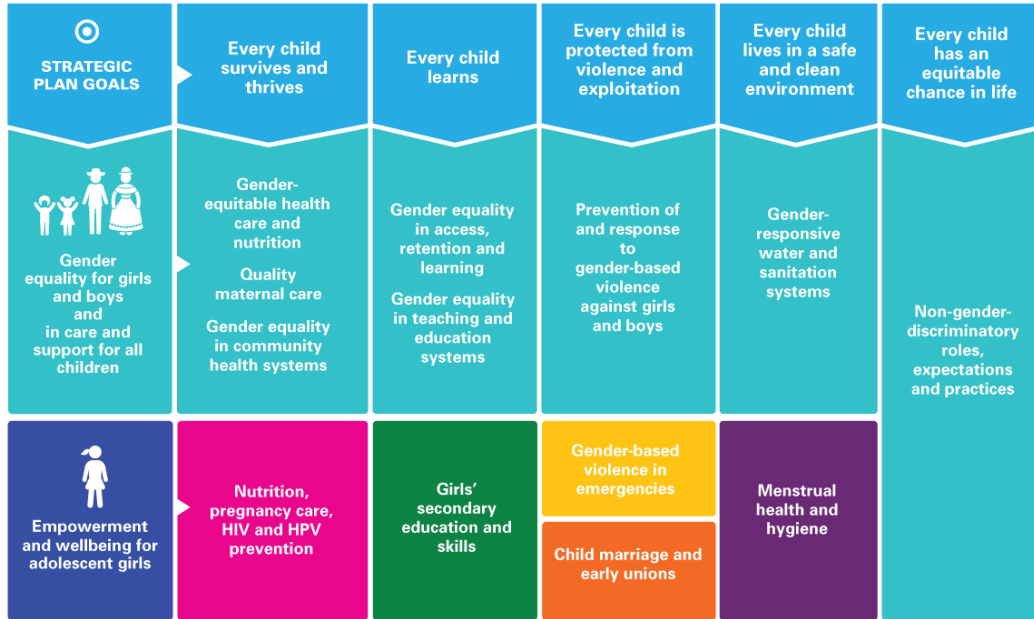 STRATEGIC
PLAN GOALS
Every child
survives and
thrives
Every child
learns
Every child is
protected from
violence and
exploitation
Every child
lives in a safe
and clean
environment
Every child
has an
equitable
chance in life
Gender
equality for girls
and boys
and
in care and
support for all
children
Gender-
equitable health
care and
nutrition
Quality
maternal care
Gender equality
in community
health systems
Gender equality
in access,
retention and
learning
Gender equality
in teaching and
education
systems
Prevention of
and response
to
gender-based
violence
against girls
and boys
Gender-
responsive
water and
sanitation
systems
Non-gender-
discriminatory
roles,
expectations
and practices
Empowerment
and wellbeing for
adolescent girls
Nutrition,
pregnancy care,
HIV and HPV
prevention
Girls’
secondary
education and
skills
Gender-based
violence in
emergencies
Child marriage and
early unions
Menstrual
health and
hygiene